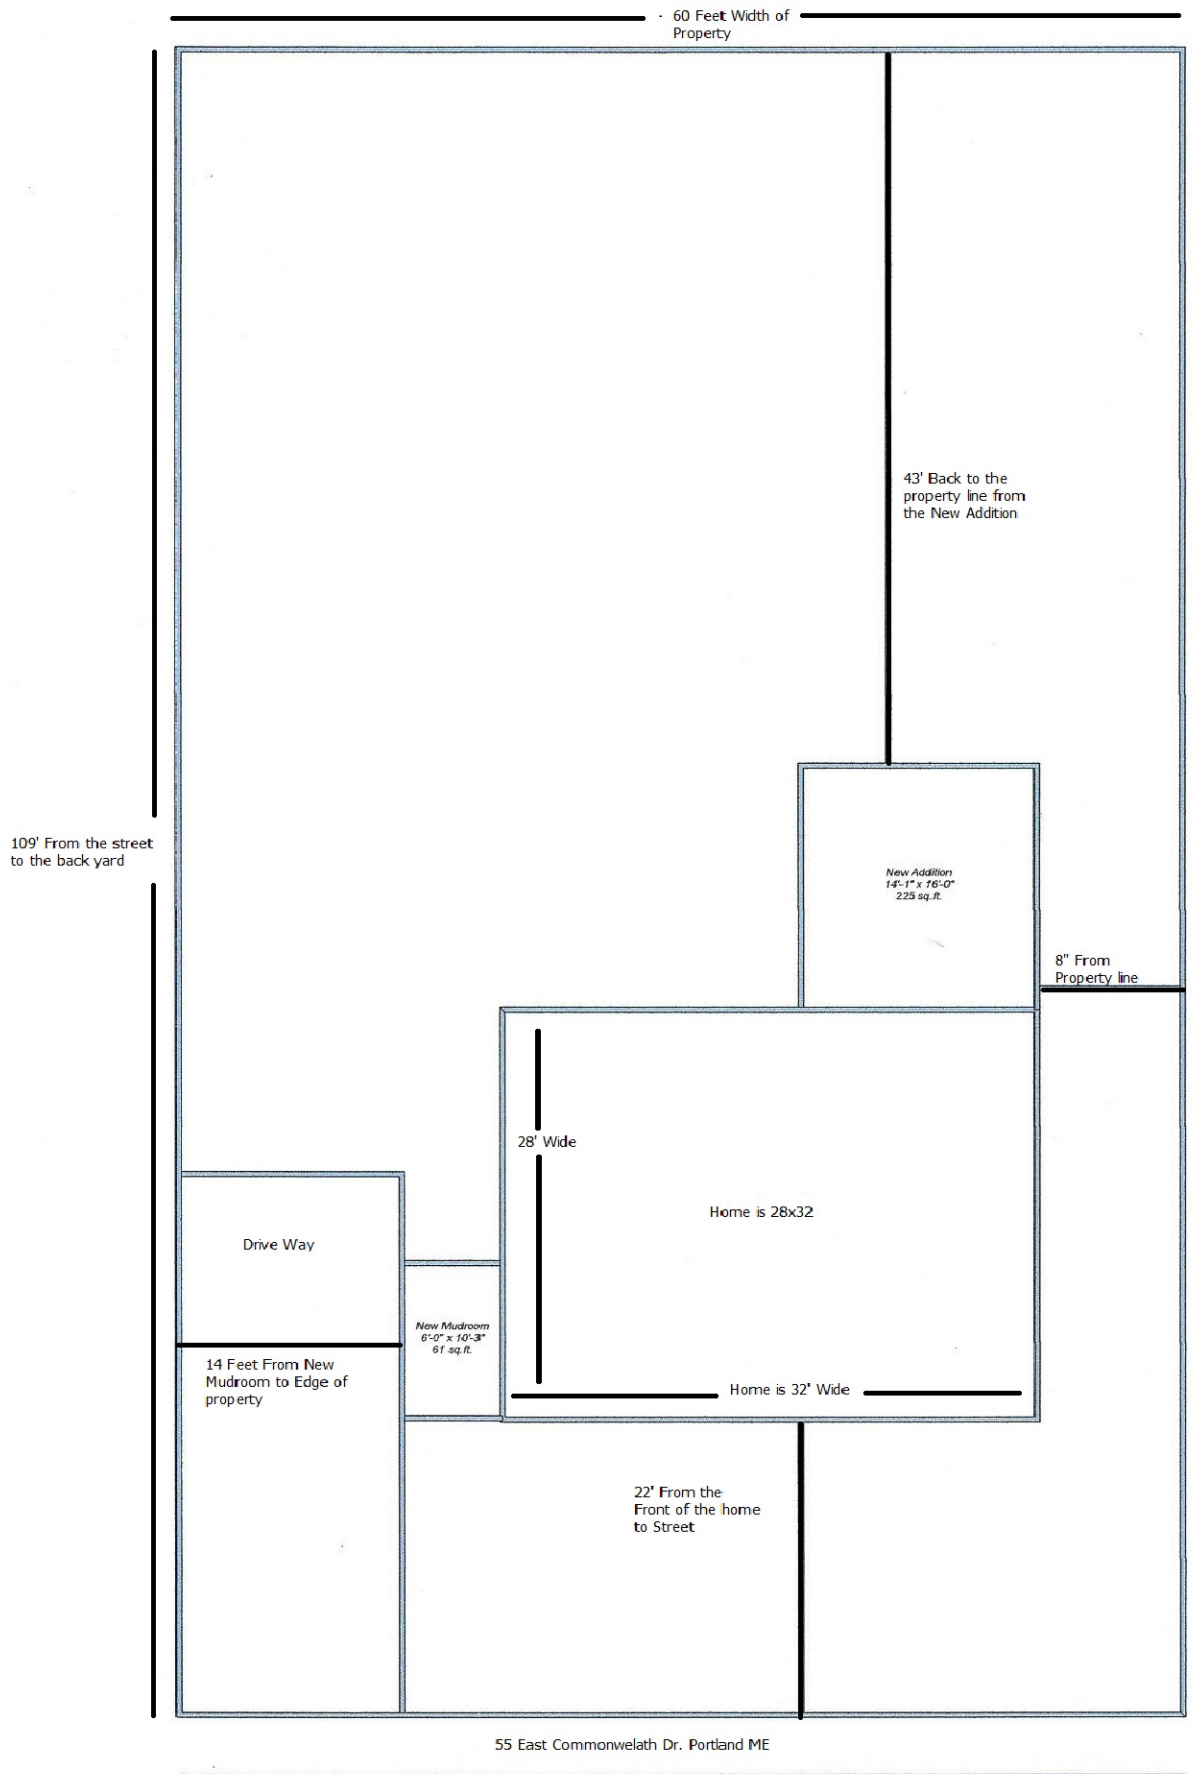 60 Feet Width of
Property
43' Back to the
property line from
the New Addition
109' From the street
to the back yard
New Addition
14'-1" x 16'-0"
225 sq.ft.
8" From
Property line
28' Wide
Home is 28x32
Drive Way
New Mudroom
6'-0" x 10'-3"
61 sq.ft.
14 Feet From New
Mudroom to Edge of
property
Home is 32' Wide
22' From the
Front of the home
to Street
55 East Commonwelath Dr. Portland ME